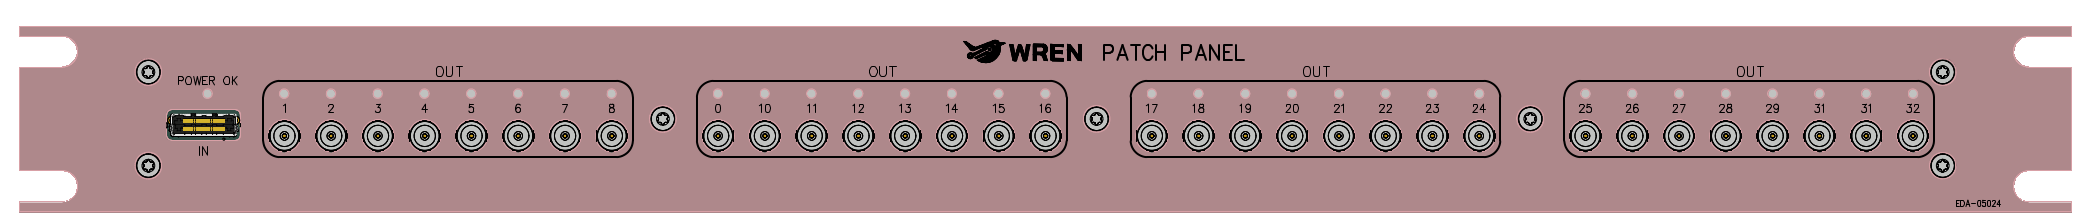 WREN PATCH PANEL
POWER OK
IN
OUT
1 2 3 4 5 6 7 8
OUT
0 10 11 12 13 14 15 16
OUT
17 18 19 20 21 22 23 24
OUT
25 26 27 28 29 31 31 32
EDA-05024